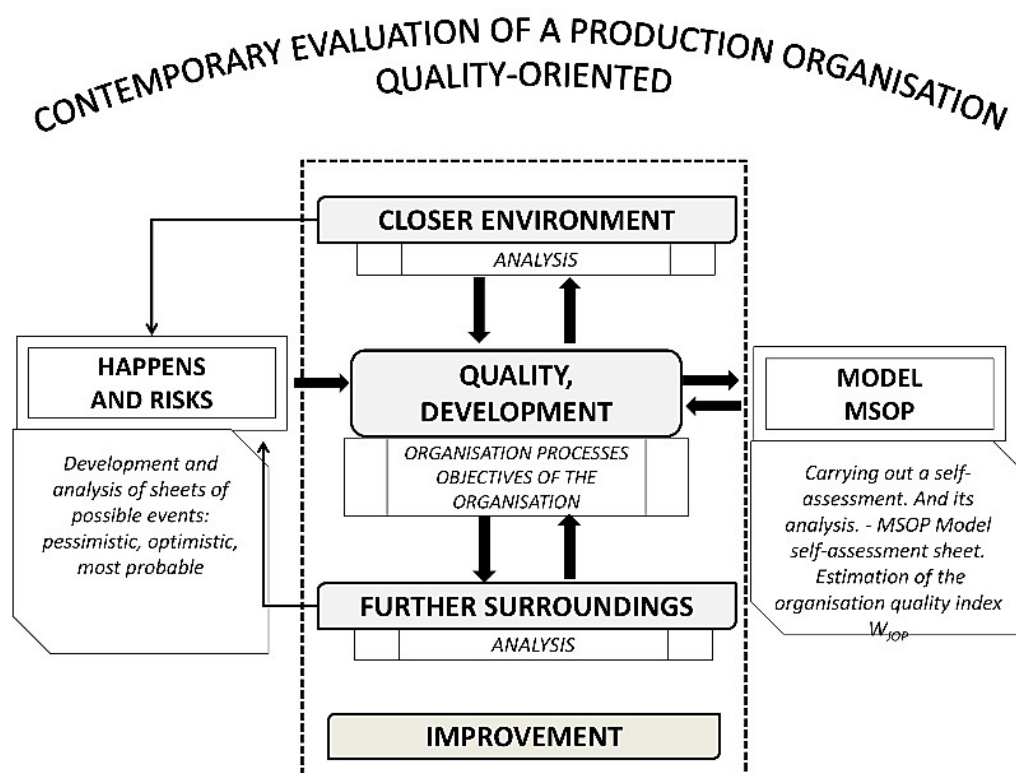 CONTEMPORARY EVALUATION OF A PRODUCTION ORGANISATION
QUALITY-ORIENTED
CLOSER ENVIRONMENT
ANALYSIS
HAPPENS
AND RISKS
Development and
analysis of sheets of
possible events:
pessimistic, optimistic,
most probable
QUALITY,
DEVELOPMENT
ORGANISATION PROCESSES
OBJECTIVES OF THE
ORGANISATION
MODEL
MSOP
Carrying out a self-
assessment. And its
analysis. - MSOP Model
self-assessment sheet.
Estimation of the
organisation quality index
WJOP
FURTHER SURROUNDINGS
ANALYSIS
IMPROVEMENT